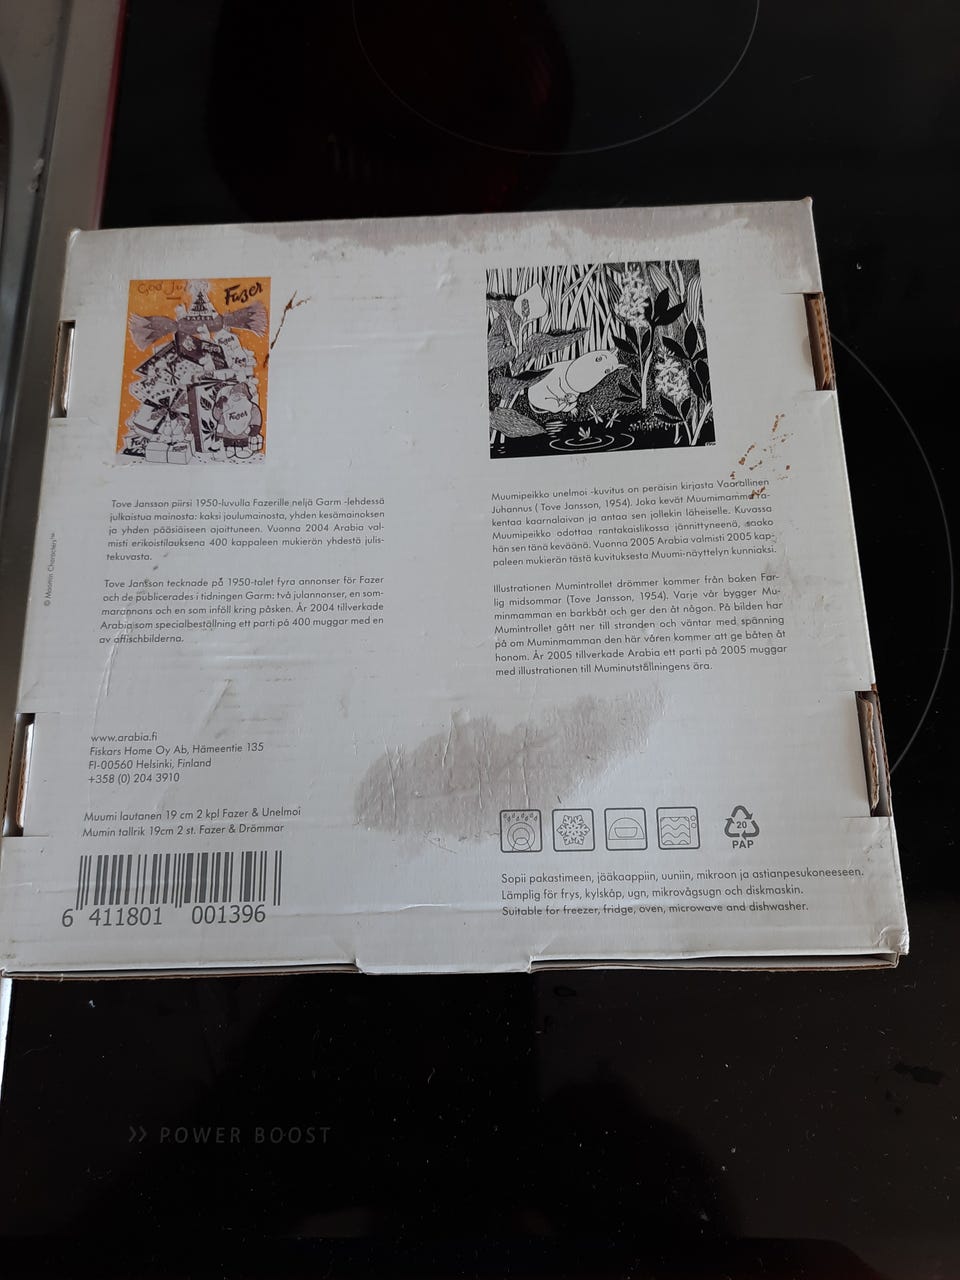 God Jul
Fazer
FAZER
Fazer
Fazer
Tove Jansson piirsi 1950-luvulla Fazerille neljä Garm -lehdessä
julkaistua mainosta: kaksi joulumainosta, yhden kesämainoksen
ja yhden pääsiäiseen ajoittuneen. Vuonna 2004 Arabia val-
misti erikoistilauksena 400 kappaleen mukierän yhdestä julis-
tekuvasta.
Tove Jansson tecknade på 1950-talet fyra annonser för Fazer
och de publicerades i tidningen Garm: två julannonser, en som-
marannons och en som inföll kring påsken. År 2004 tillverkade
Arabia som specialbeställning ett parti på 400 muggar med en
av affischbilderna.
© Moomin Characters™
Muumipeikko unelmoi -kuvitus on peräisin kirjasta Vaarallinen
Juhannus ( Tove Jansson, 1954). Joka kevät Muumimamma ra-
kentaa kaarnalaivan ja antaa sen jollekin läheiselle. Kuvassa
Muumipeikko odottaa rantakaislikossa jännittyneenä, saako
hän sen tänä keväänä. Vuonna 2005 Arabia valmisti 2005 kap-
paleen mukierän tästä kuvituksesta Muumi-näyttelyn kunniaksi.
Illustrationen Mumintrollet drömmer kommer från boken Far-
lig midsommar (Tove Jansson, 1954). Varje vår bygger Mu-
minmamman en barkbåt och ger den åt någon. På bilden har
Mumintrollet gått ner till stranden och väntar med spänning
på om Muminmamman den här våren kommer att ge båten åt
honom. År 2005 tillverkade Arabia ett parti på 2005 muggar
med illustrationen till Muminutställningens ära.
www.arabia.fi
Fiskars Home Oy Ab, Hämeentie 135
FI-00560 Helsinki, Finland
+358 (0) 204 3910
Muumi lautanen 19 cm 2 kpl Fazer & Unelmoi
Mumin tallrik 19cm 2 st. Fazer & Drömmar
6 411801 001396
20
PAP
Sopii pakastimeen, jääkaappiin, uuniin, mikroon ja astianpesukoneeseen.
Lämplig för frys, kylskåp, ugn, mikrovågsugn och diskmaskin.
Suitable for freezer, fridge, oven, microwave and dishwasher.
POWER BOOST